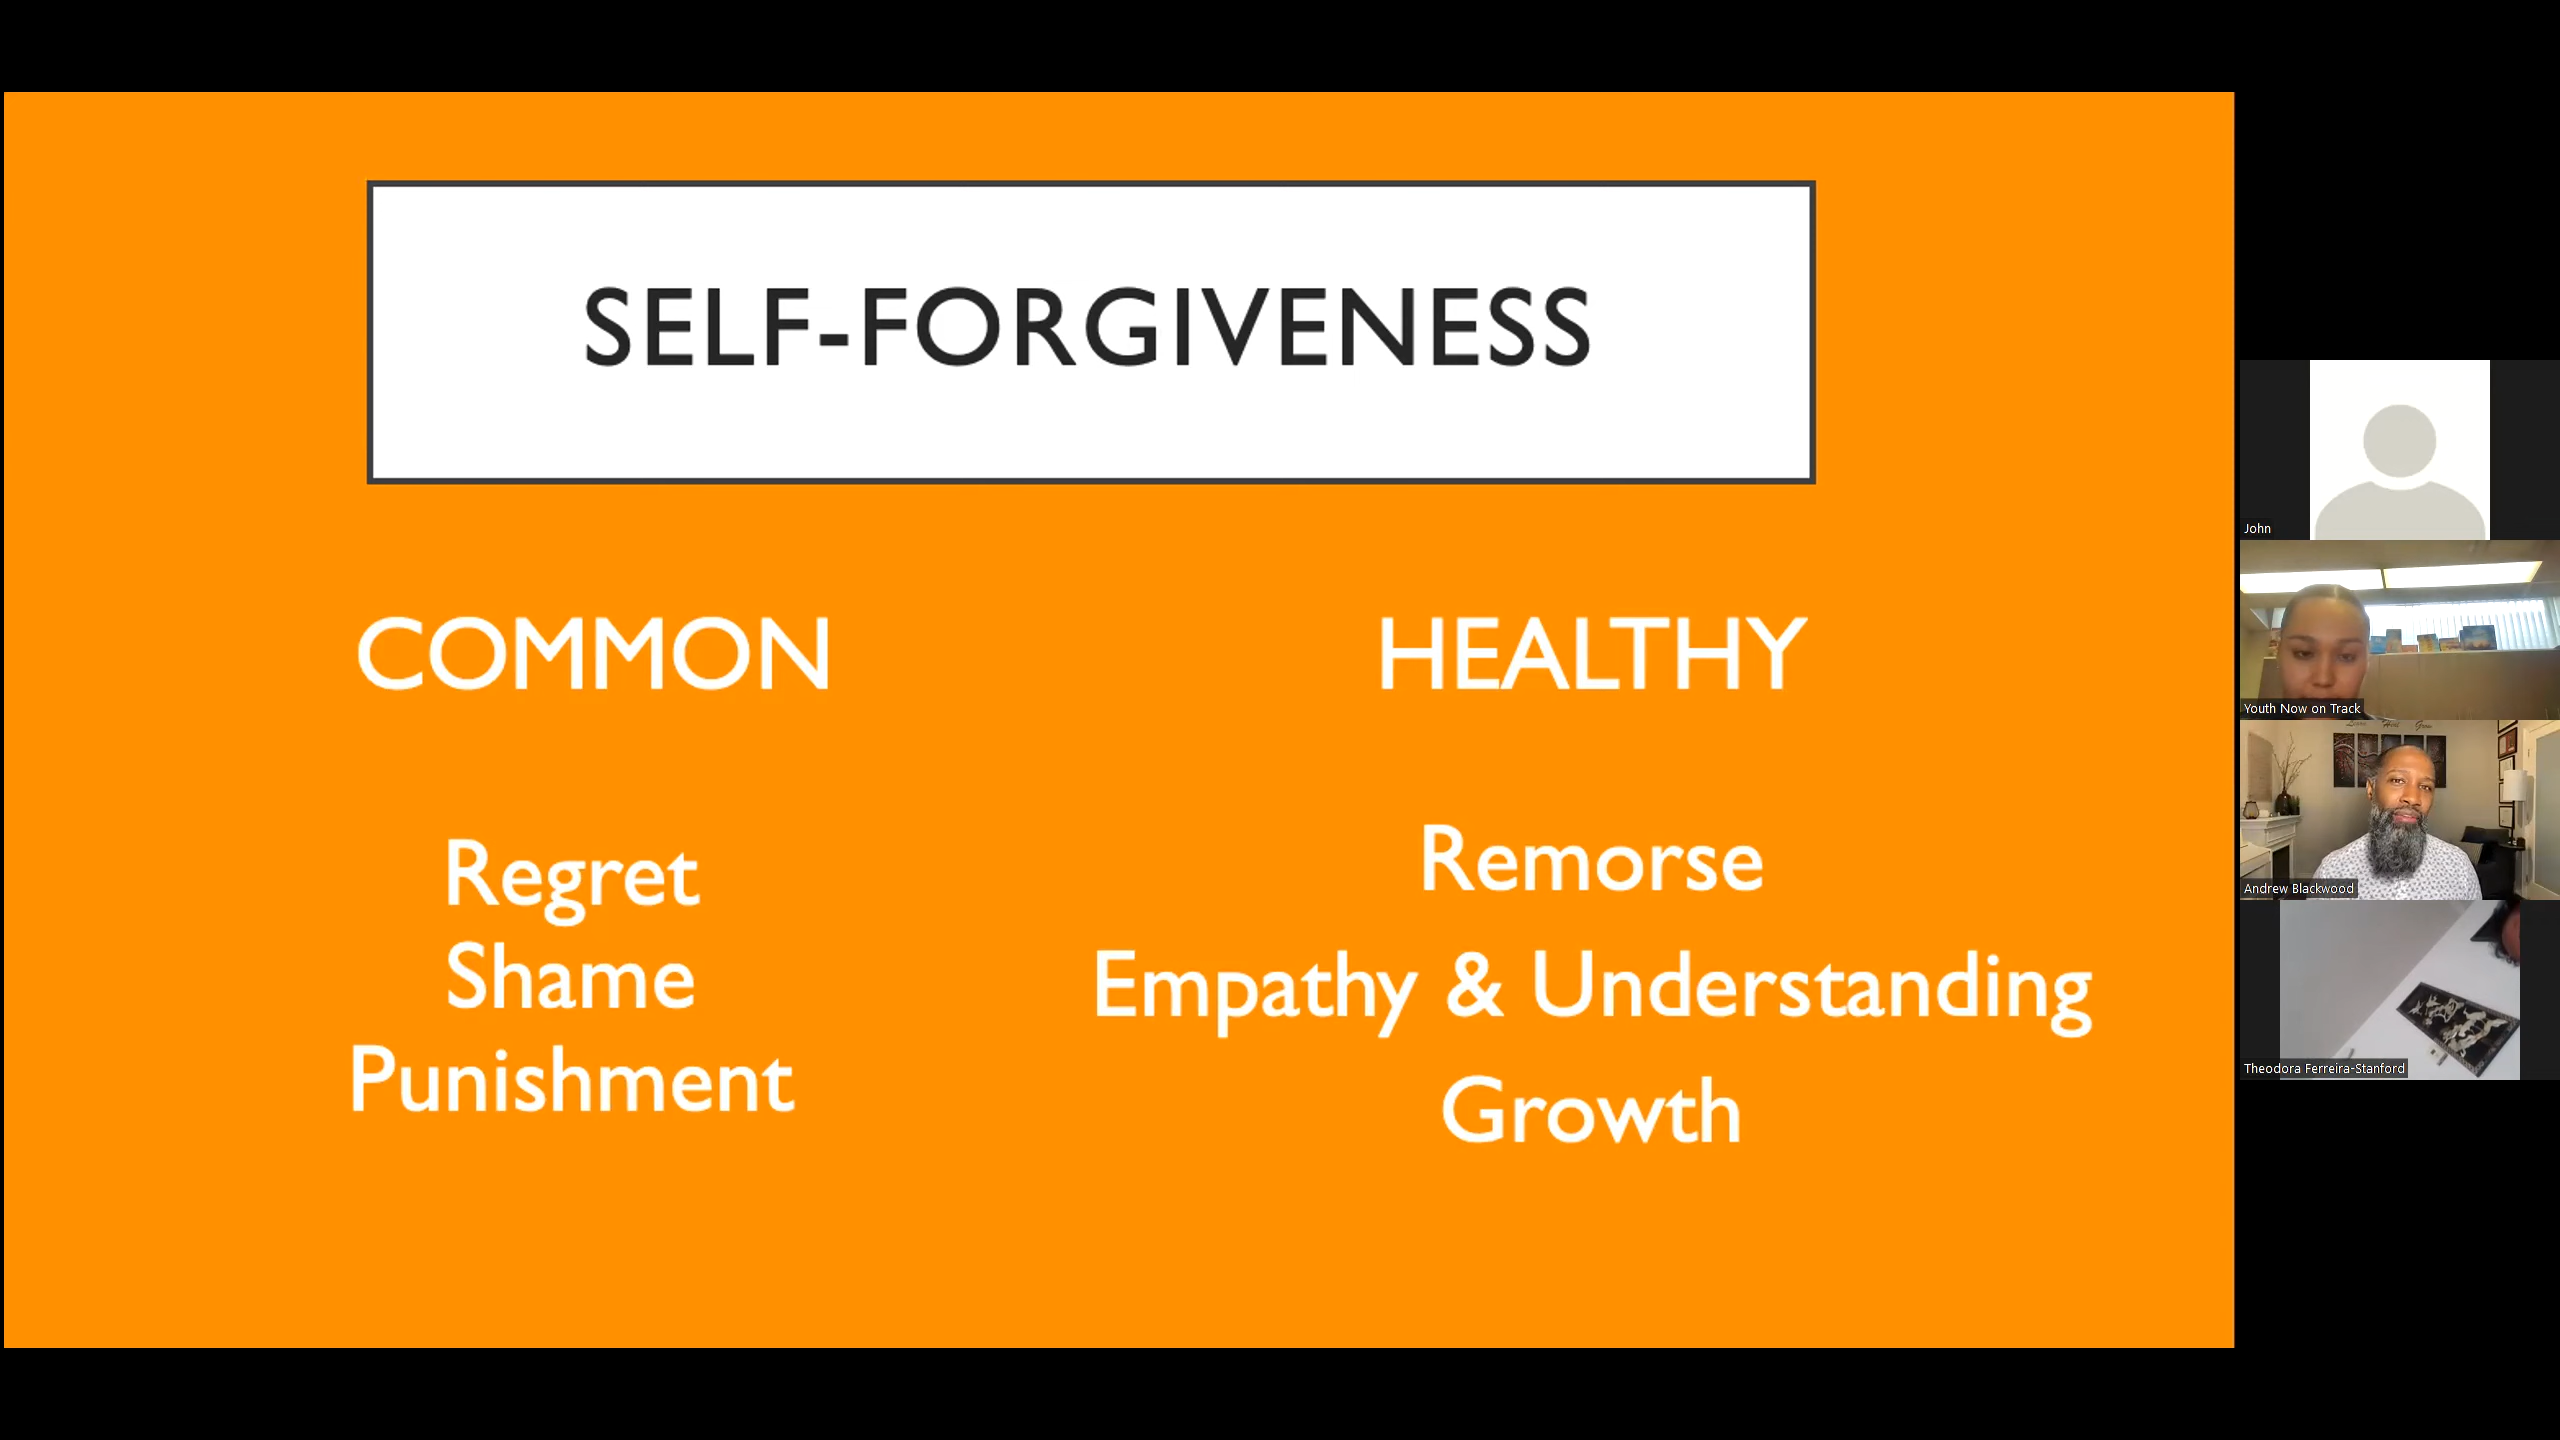 SELF-FORGIVENESS
COMMON
Regret
Shame
Punishment
HEALTHY
Remorse
Empathy & Understanding
Growth
John
Youth Now on Track
Andrew Blackwood
Theodora Ferreira-Stanford